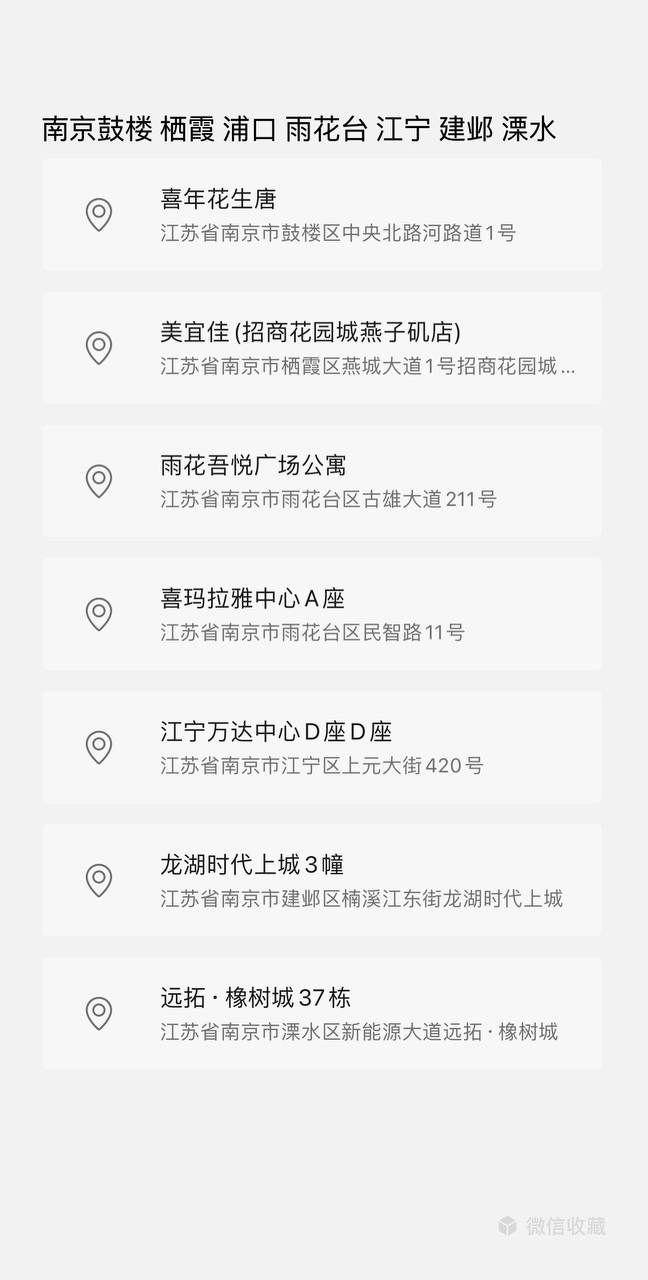 南京鼓楼 栖霞 浦口 雨花台 江宁 建邺 溧水
喜年花生唐
江苏省南京市鼓楼区中央北路河路道1号
美宜佳(招商花园城燕子矶店)
江苏省南京市栖霞区燕城大道1号招商花园城...
雨花吾悦广场公寓
江苏省南京市雨花台区古雄大道211号
喜玛拉雅中心A座
江苏省南京市雨花台区民智路11号
江宁万达中心D座D座
江苏省南京市江宁区上元大街420号
龙湖时代上城3幢
江苏省南京市建邺区楠溪江东街龙湖时代上城
远拓·橡树城37栋
江苏省南京市溧水区新能源大道远拓·橡树城
微信收藏